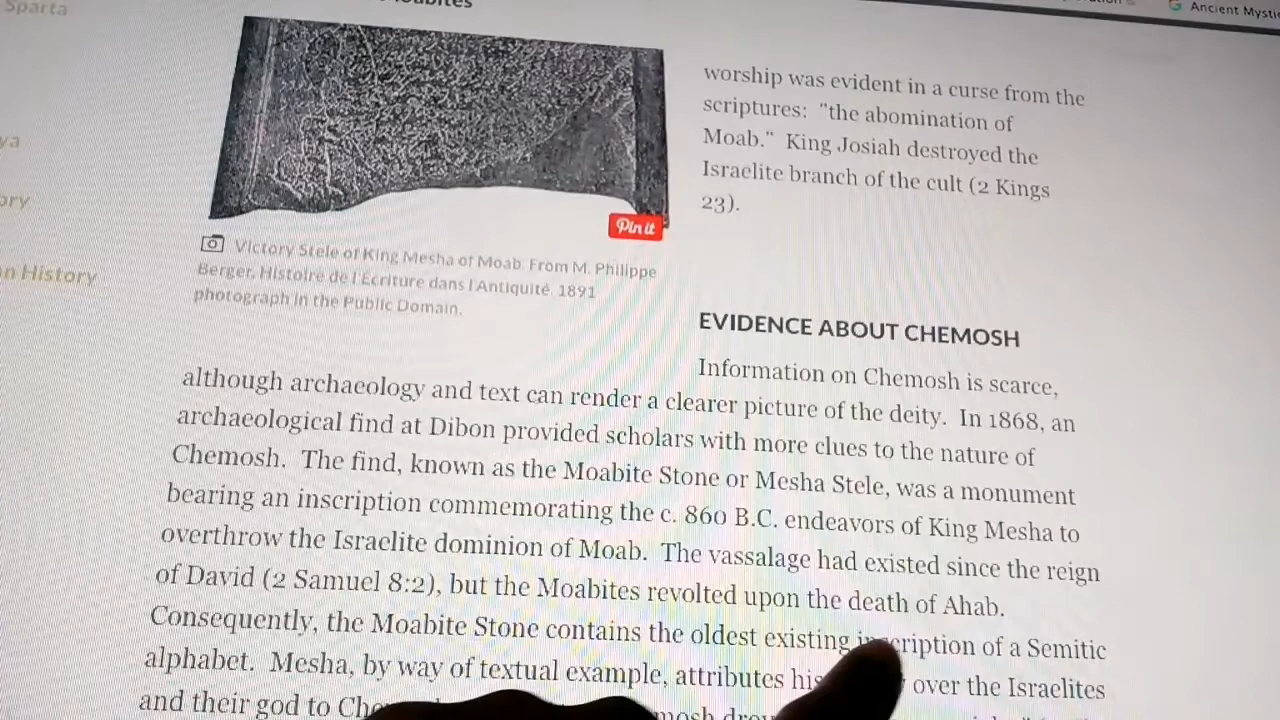 Sparta
Ancient Mysti
ya
ory
n History
Pin it
Victory Stele of King Mesha of Moab. From M. Philippe
Berger, Histoire de l'Écriture dans l'Antiquité, 1891
photograph in the Public Domain.
worship was evident in a curse from the
scriptures: "the abomination of
Moab." King Josiah destroyed the
Israelite branch of the cult (2 Kings
23).
EVIDENCE ABOUT CHEMOSH
Information on Chemosh is scarce,
although archaeology and text can render a clearer picture of the deity. In 1868, an
archaeological find at Dibon provided scholars with more clues to the nature of
Chemosh. The find, known as the Moabite Stone or Mesha Stele, was a monument
bearing an inscription commemorating the c. 860 B.C. endeavors of King Mesha to
overthrow the Israelite dominion of Moab. The vassalage had existed since the reign
of David (2 Samuel 8:2), but the Moabites revolted upon the death of Ahab.
Consequently, the Moabite Stone contains the oldest existing inscription of a Semitic
alphabet. Mesha, by way of textual example, attributes his over the Israelites
and their god to